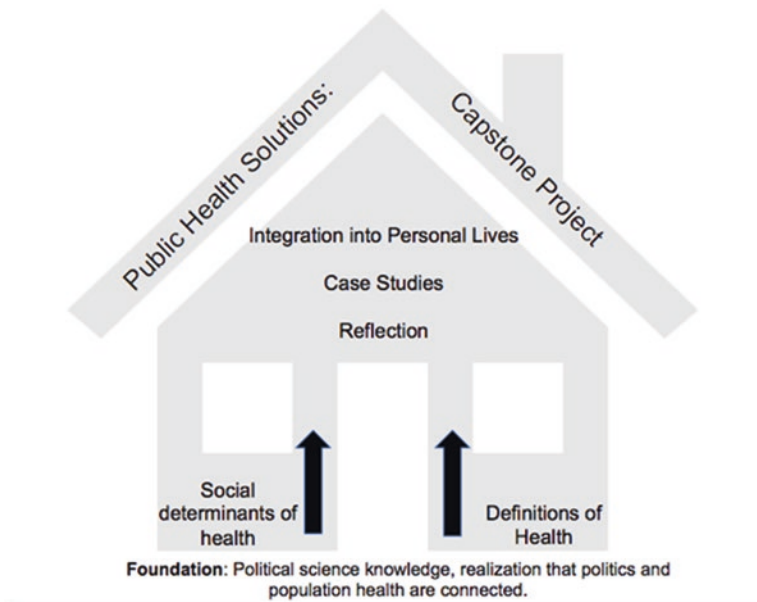 Public Health Solutions:
Capstone Project
Integration into Personal Lives
Case Studies
Reflection
Social
determinants of
health
Definitions of
Health
Foundation: Political science knowledge, realization that politics and
population health are connected.